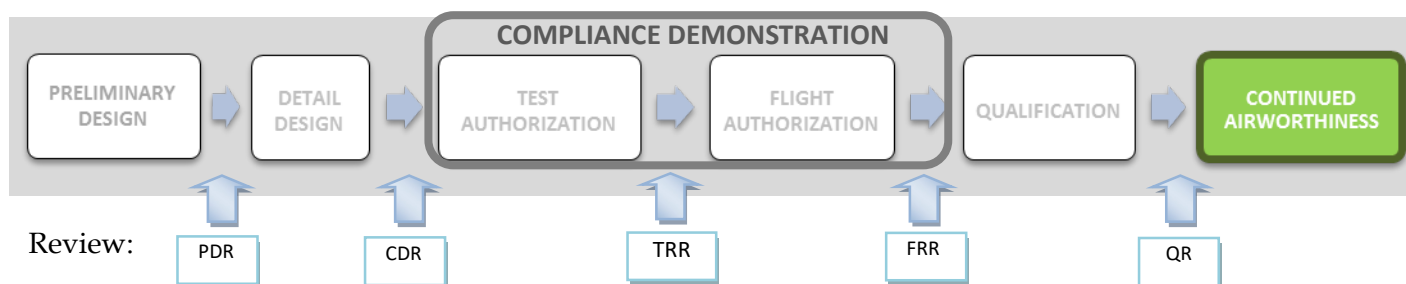 COMPLIANCE DEMONSTRATION
PRELIMINARY
DESIGN
DETAIL
DESIGN
TEST
AUTHORIZATION
FLIGHT
AUTHORIZATION
QUALIFICATION
CONTINUED
AIRWORTHINESS
Review:
PDR
CDR
TRR
FRR
QR